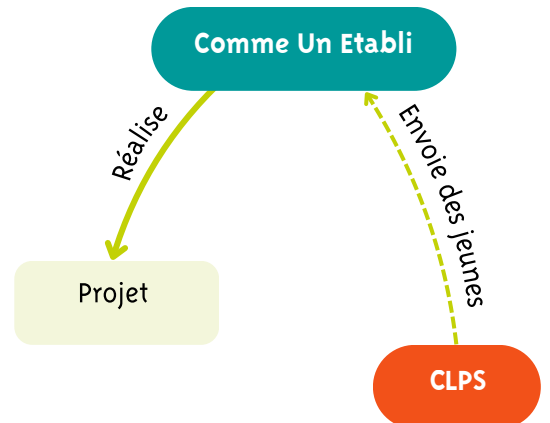 Comme Un Etabli
Réalise
Envoie des jeunes
Projet
CLPS